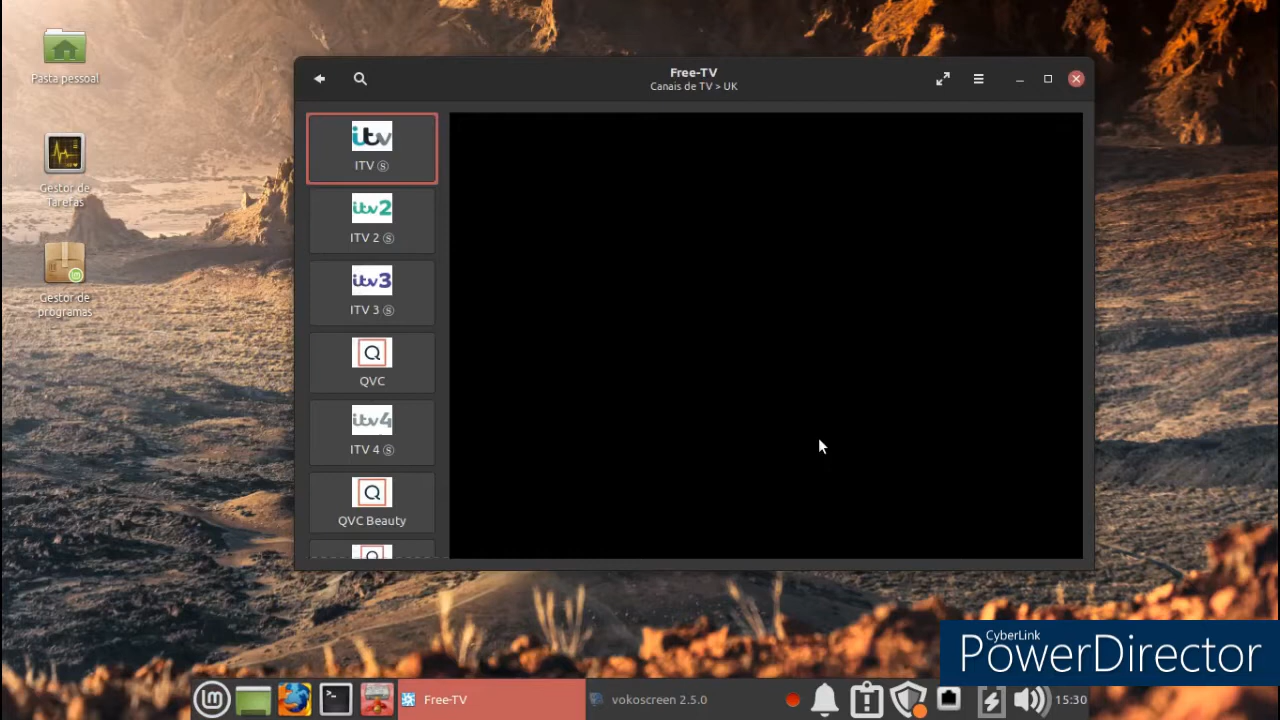 Pasta pessoal
Gestor de
Tarefas
Gestor de
programas
Free-TV
Canais de TV > UK
itv
ITV Ⓢ
itv2
ITV 2 Ⓢ
itv3
ITV 3 Ⓢ
Q
QVC
itv4
ITV 4 Ⓢ
Q
QVC Beauty
CyberLink
PowerDirector
lm
Free-TV
vokoscreen 2.5.0
15:30